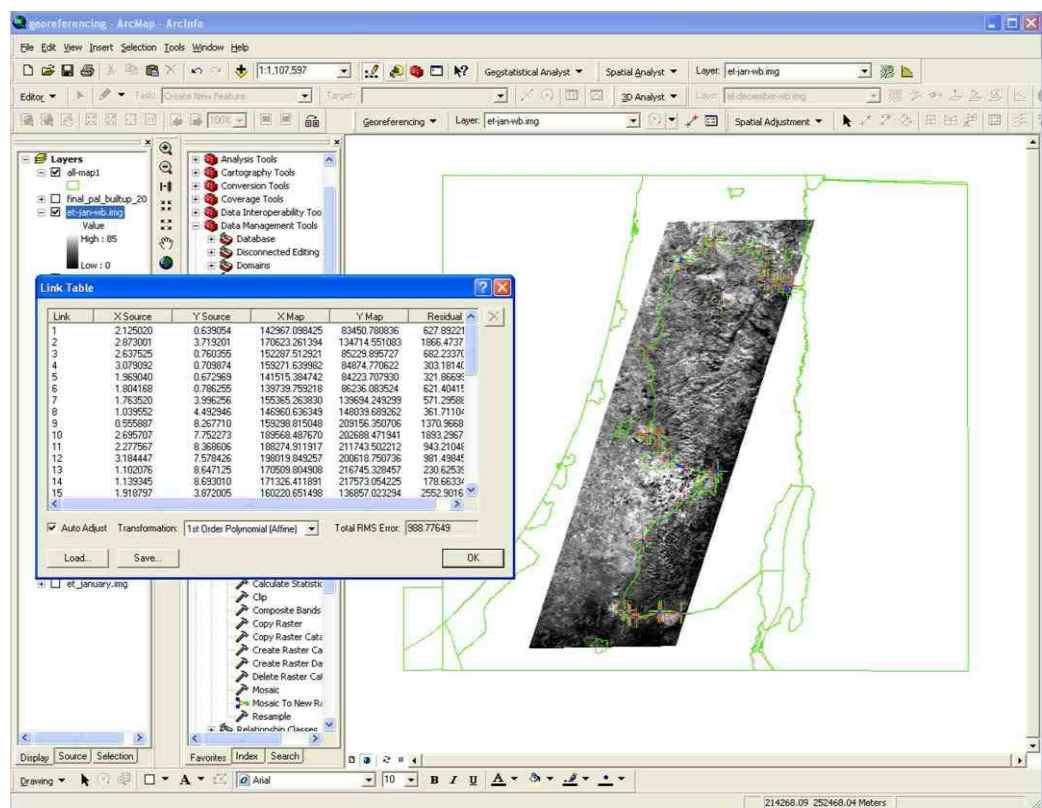 georeferencing - ArcMap - ArcInfo
File Edit View Insert Selection Tools Window Help
1:1,107,597 Geostatistical Analyst Spatial Analyst Layer: et-jan-wb.img
Editor Task: Create New Feature Target: 3D Analyst Layer: et-december-wb.img
100% Georeferencing Layer: et-jan-wb.img Spatial Adjustment
Layers
all-map1
final_pal_builtup_20
et-jan-wb.img
Value
High : 85
Low : 0
Analysis Tools
Cartography Tools
Conversion Tools
Coverage Tools
Data Interoperability Too
Data Management Tools
Database
Disconnected Editing
Domains
Link Table
Link X Source Y Source X Map Y Map Residual
1 2.125020 0.639054 142967.098425 83450.780836 627.89221
2 2.873001 3.719201 170623.261394 134714.551083 1866.4737
3 2.637525 0.760355 152287.512921 85229.895727 682.23370
4 3.079092 0.709874 159271.639982 84874.770622 303.18140
5 1.969040 0.672969 141515.384742 84223.707930 321.86695
6 1.804168 0.786255 139739.759218 86236.083524 621.40415
7 1.763520 3.996256 155365.263830 139694.249299 571.29588
8 1.039552 4.492946 146960.636349 148039.689262 361.71104
9 0.555887 8.267710 159298.815048 209156.350706 1370.9668
10 2.695707 7.752273 189568.487670 202688.471941 1893.2967
11 2.277567 8.368606 188274.911917 211743.502212 943.21046
12 3.184447 7.578426 198019.849257 200618.750736 981.49845
13 1.102076 8.647125 170509.804908 216745.328457 230.62535
14 1.139345 8.693010 171326.411891 217573.054225 178.66334
15 1.918797 3.872005 160220.651498 136857.023294 2552.9016
Auto Adjust Transformation: 1st Order Polynomial (Affine) Total RMS Error: 988.77649
Load... Save... OK
et_january.img
Calculate Statistic
Clip
Composite Bands
Copy Raster
Copy Raster Cata
Create Raster Ca
Create Raster Da
Delete Raster Cat
Mosaic
Mosaic To New Ra
Resample
Relationship Classes
Display Source Selection Favorites Index Search
Drawing A Arial 10 B I U A
214268.09 252468.04 Meters